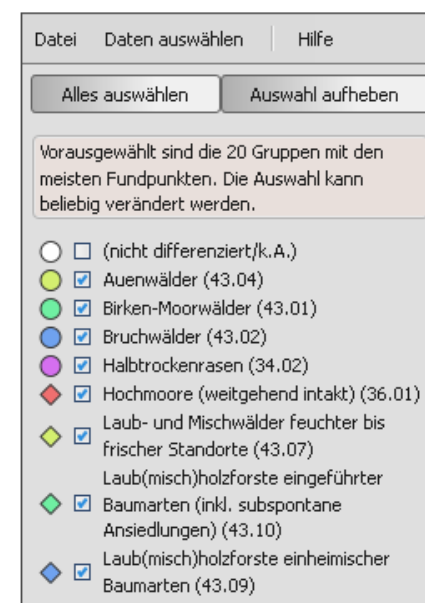 Datei Daten auswählen Hilfe
Alles auswählen Auswahl aufheben
Vorausgewählt sind die 20 Gruppen mit den
meisten Fundpunkten. Die Auswahl kann
beliebig verändert werden.
(nicht differenziert/k.A.)
Auenwälder (43.04)
Birken-Moorwälder (43.01)
Bruchwälder (43.02)
Halbtrockenrasen (34.02)
Hochmoore (weitgehend intakt) (36.01)
Laub- und Mischwälder feuchter bis
frischer Standorte (43.07)
Laub(misch)holzforste eingeführter
Baumarten (inkl. subspontane
Ansiedlungen) (43.10)
Laub(misch)holzforste einheimischer
Baumarten (43.09)